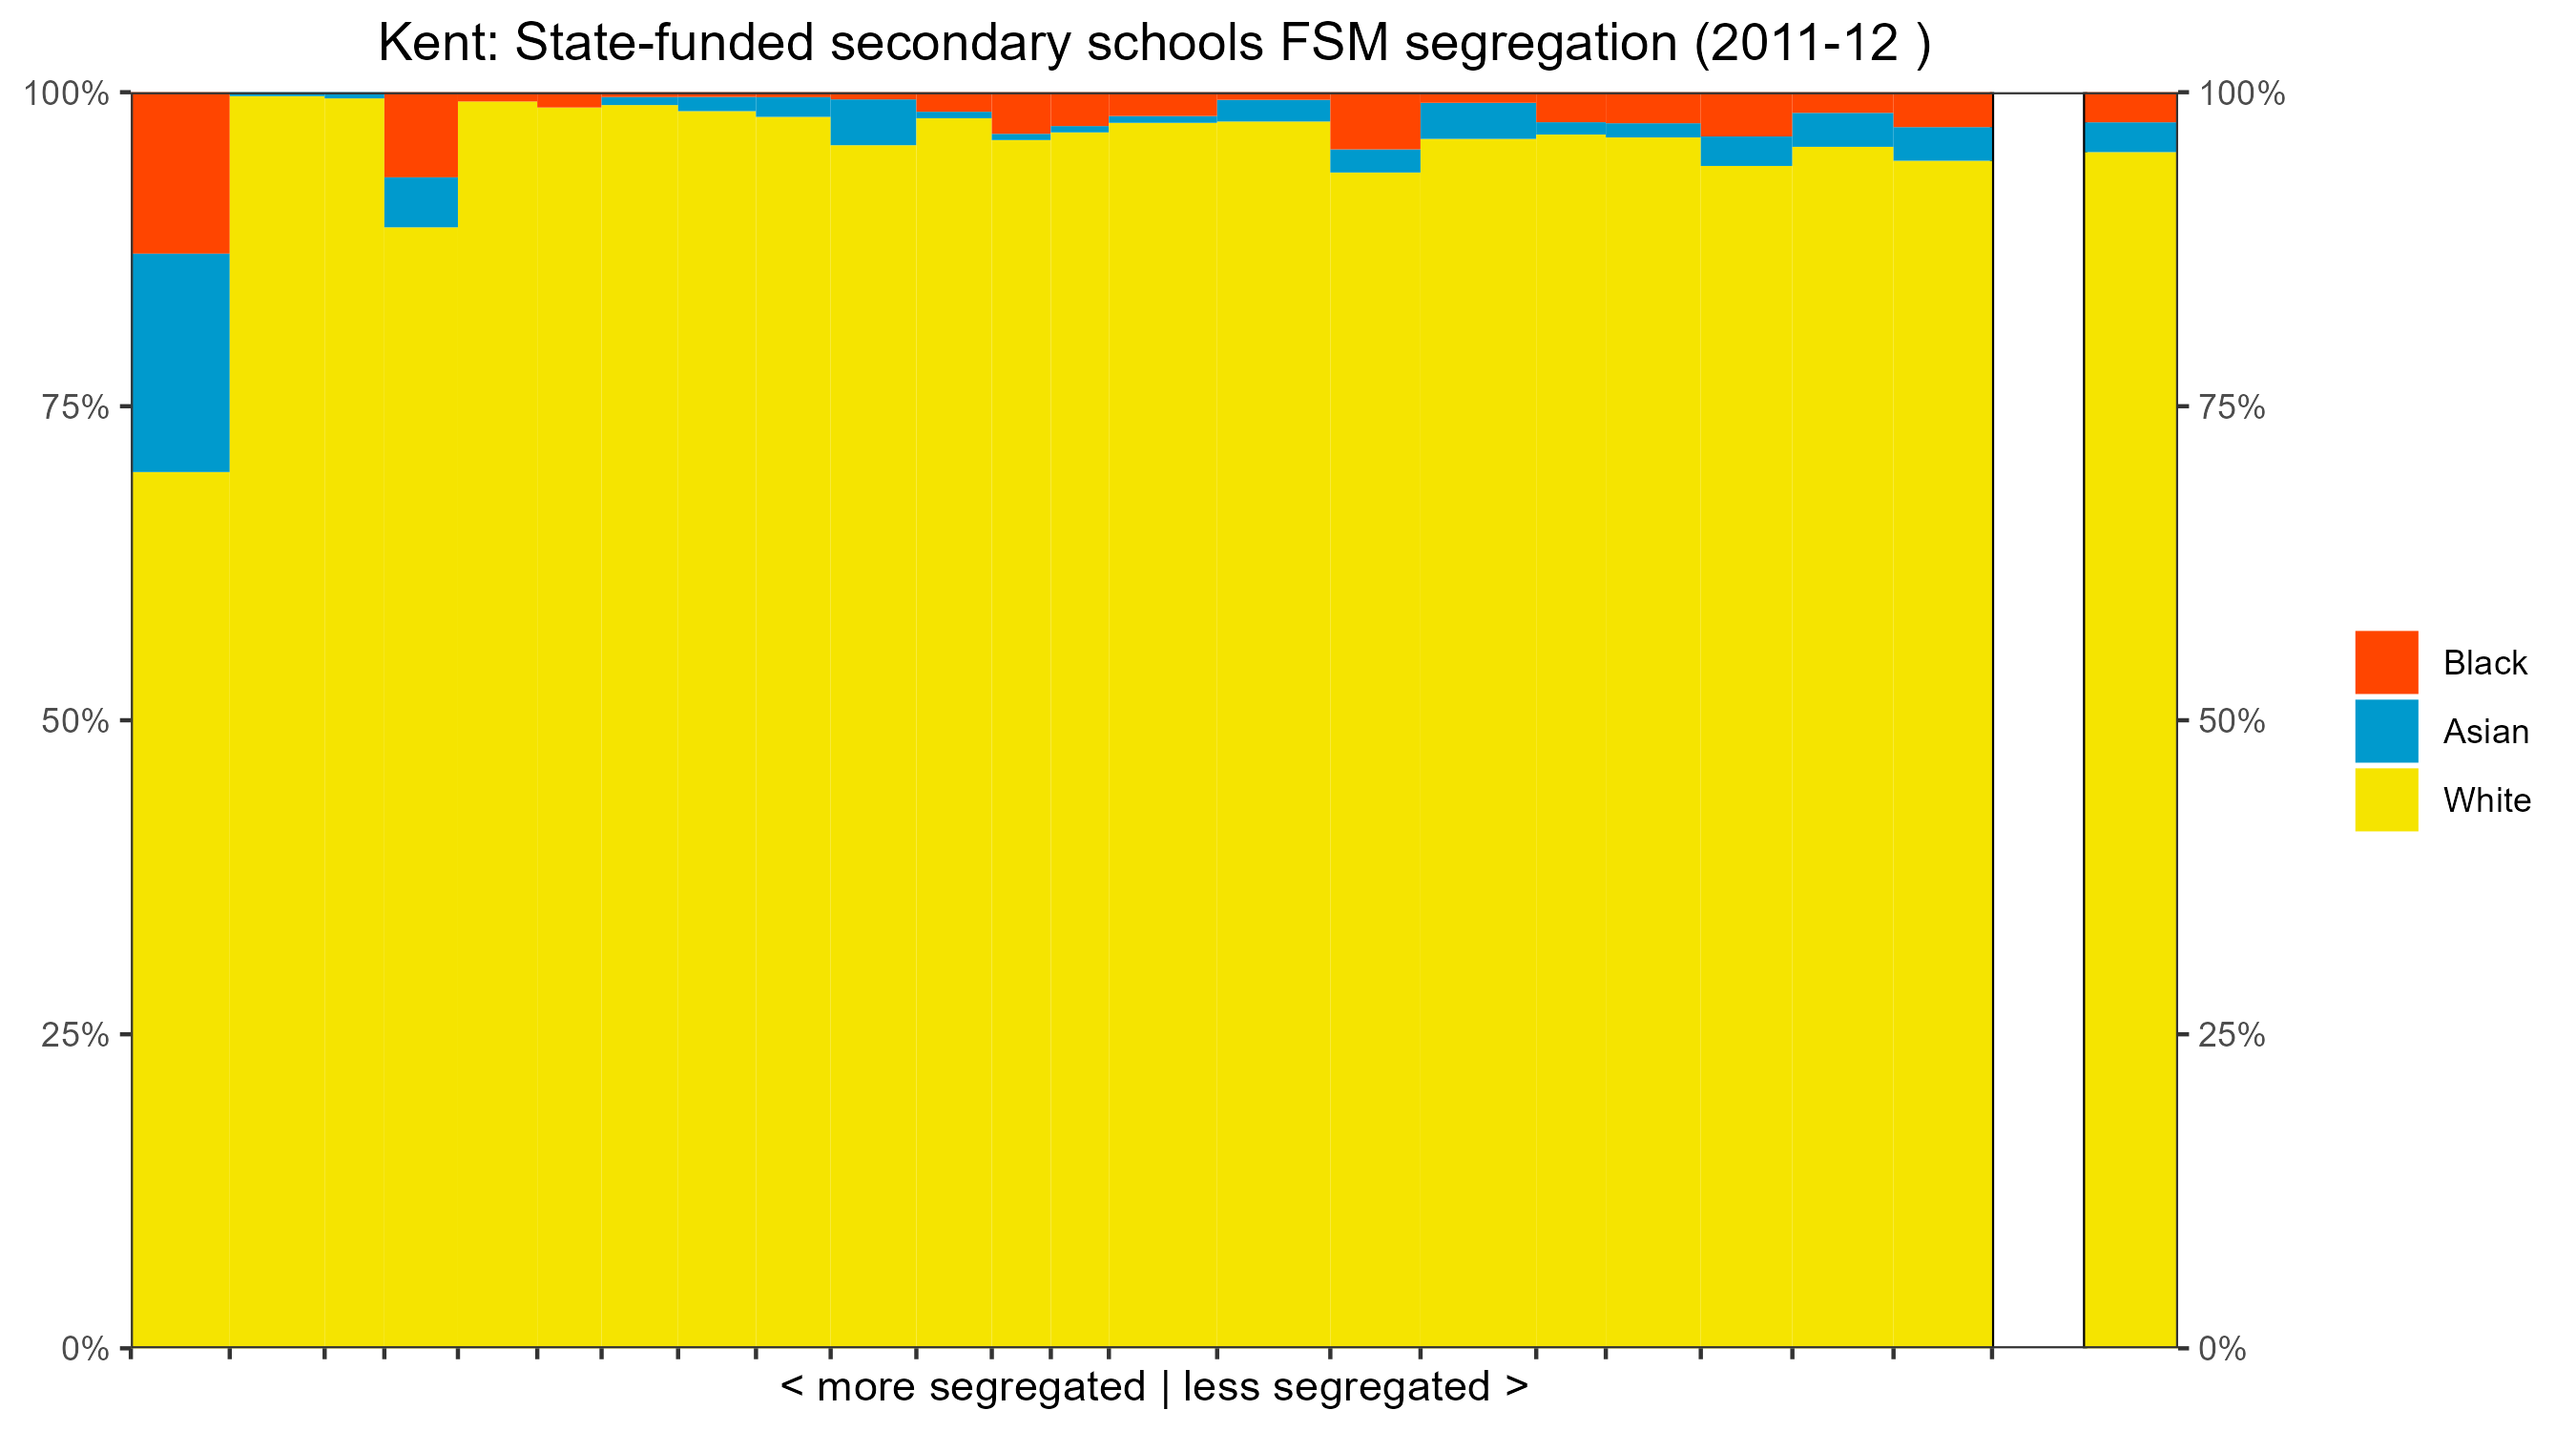 Kent: State-funded secondary schools FSM segregation (2011-12 )
100%
75%
50%
25%
0%
100%
75%
50%
25%
0%
Black
Asian
White
< more segregated | less segregated >